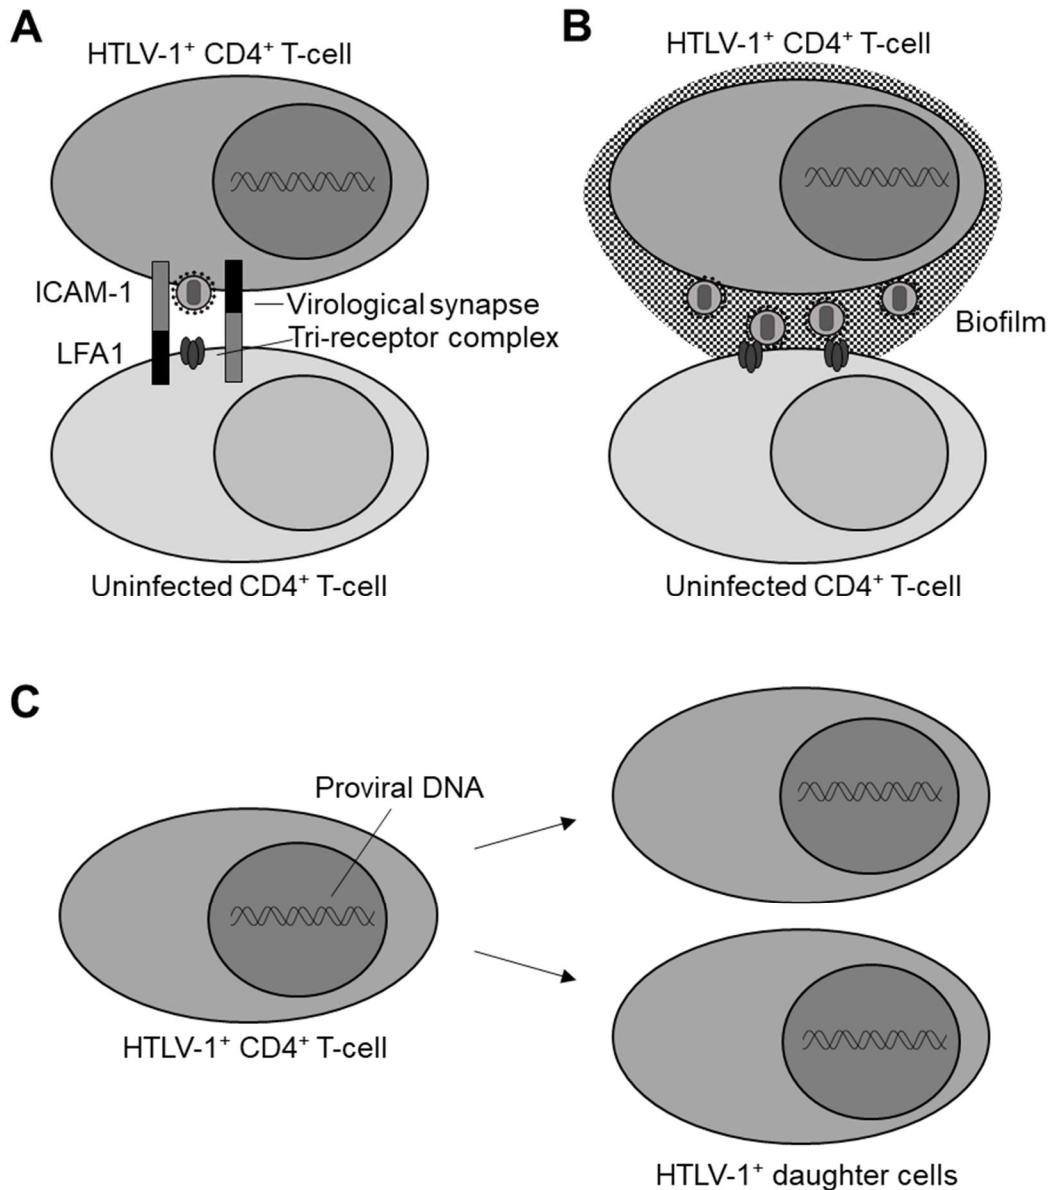 A
HTLV-1⁺ CD4⁺ T-cell
ICAM-1
Virological synapse
LFA1
Tri-receptor complex
Uninfected CD4⁺ T-cell
B
HTLV-1⁺ CD4⁺ T-cell
Biofilm
Uninfected CD4⁺ T-cell
C
Proviral DNA
HTLV-1⁺ CD4⁺ T-cell
HTLV-1⁺ daughter cells